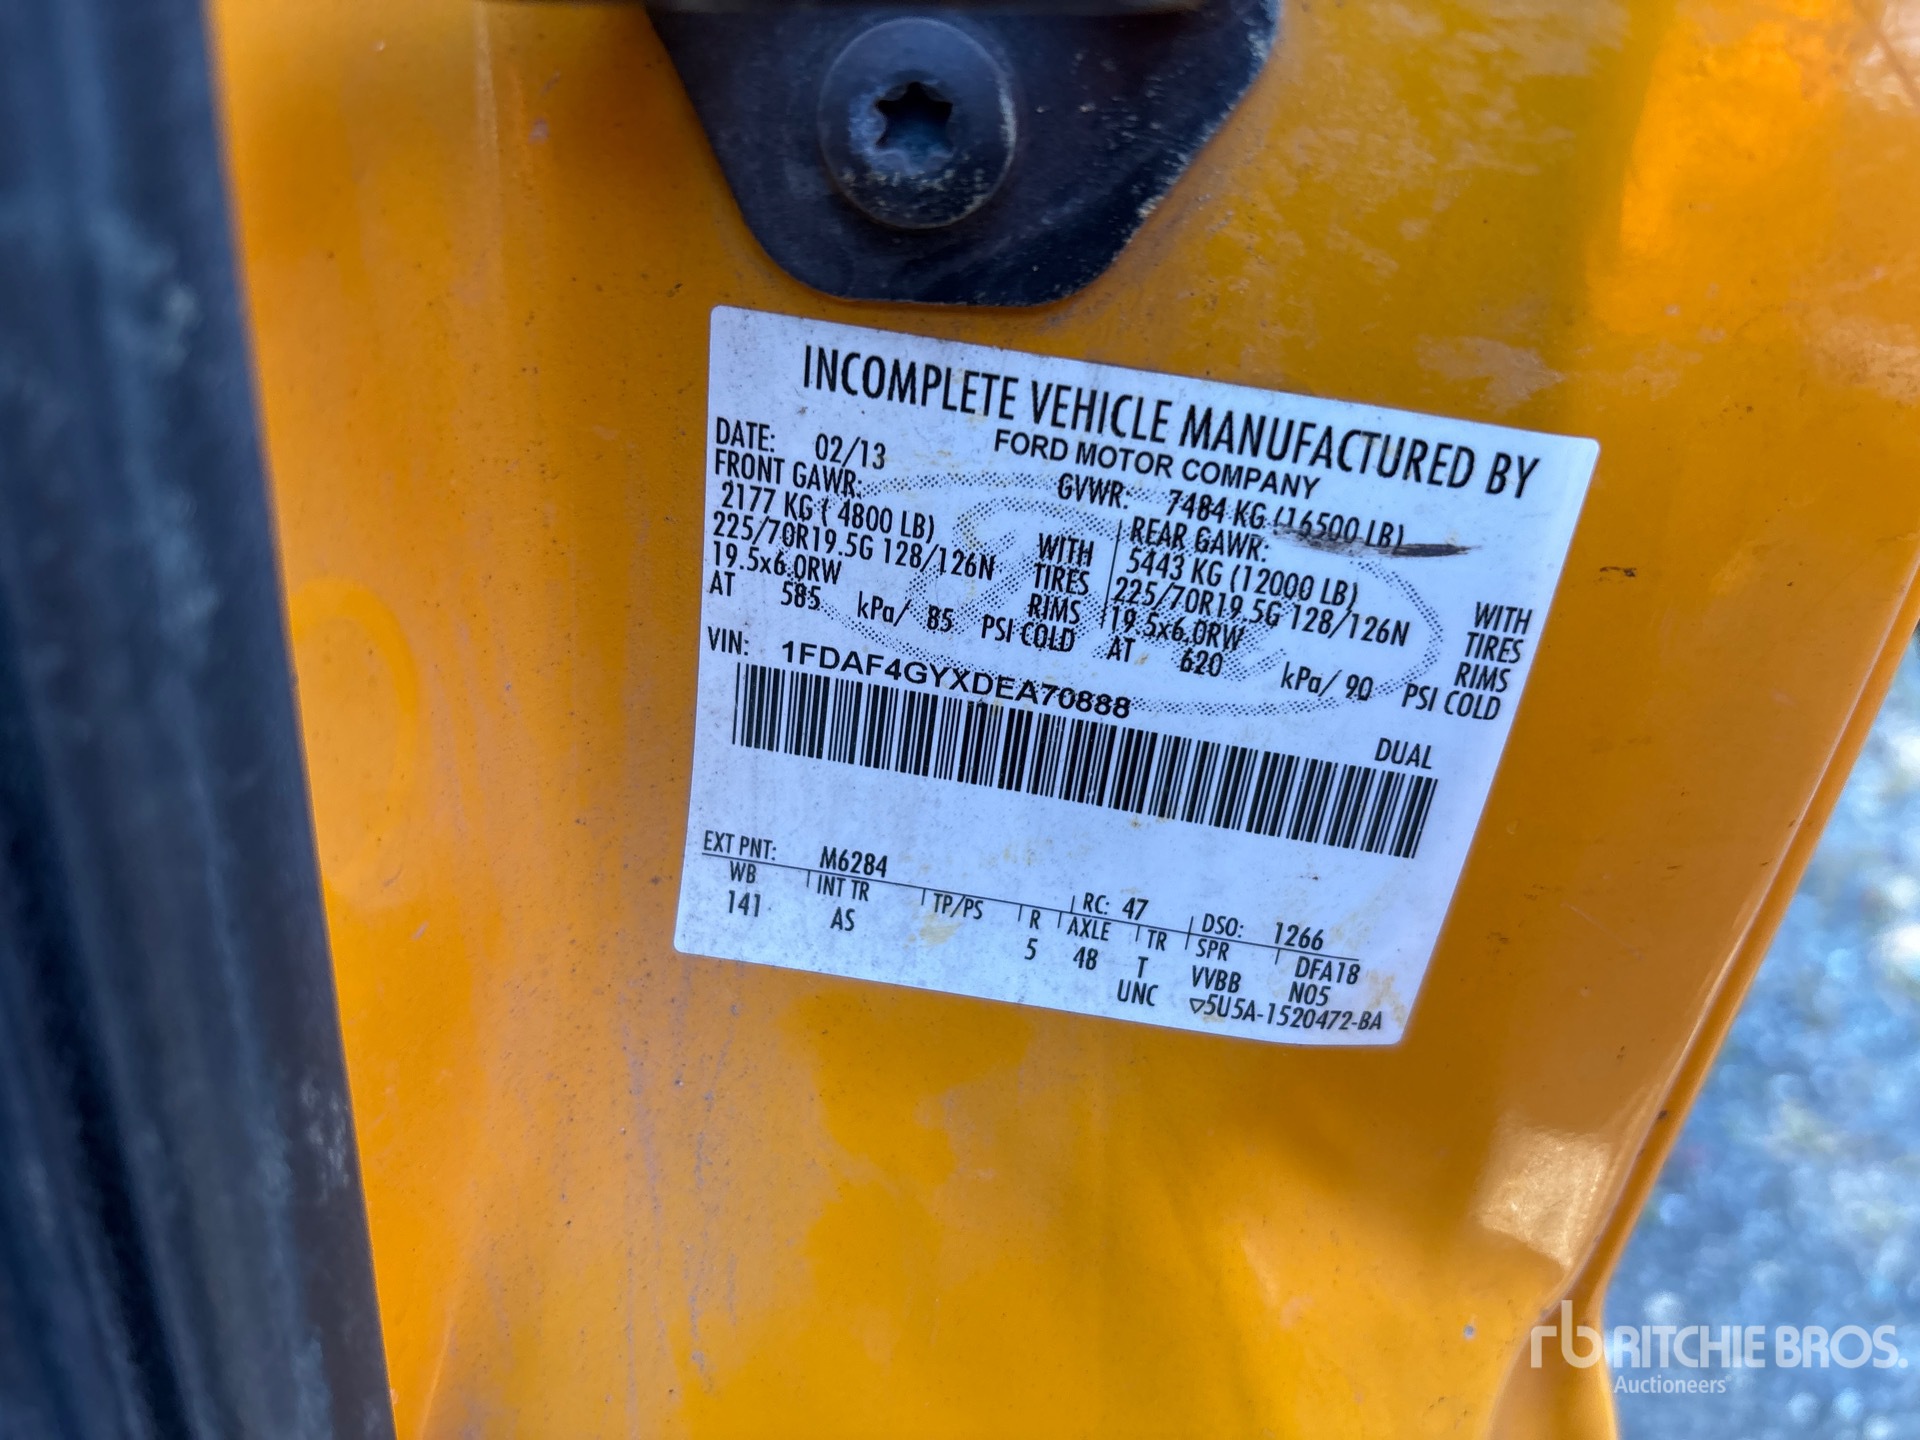 INCOMPLETE VEHICLE MANUFACTURED BY
FORD MOTOR COMPANY
DATE: 02/13 GVWR: 7484 KG (16500 LB)
FRONT GAWR: REAR GAWR:
2177 KG ( 4800 LB) WITH 5443 KG (12000 LB) WITH
225/70R19.5G 128/126N TIRES 225/70R19.5G 128/126N TIRES
19.5x6.0RW RIMS 19.5x6.0RW RIMS
AT 585 kPa/ 85 PSI COLD AT 620 kPa/ 90 PSI COLD
VIN: 1FDAF4GYXDEA70888
DUAL
EXT PNT: M6284 RC: 47 DSO: 1266
WB INT TR TP/PS R AXLE TR SPR DFA18
141 AS 5 48 T VVBB N05
UNC ▽5U5A-1520472-BA
rb RITCHIE BROS.
Auctioneers